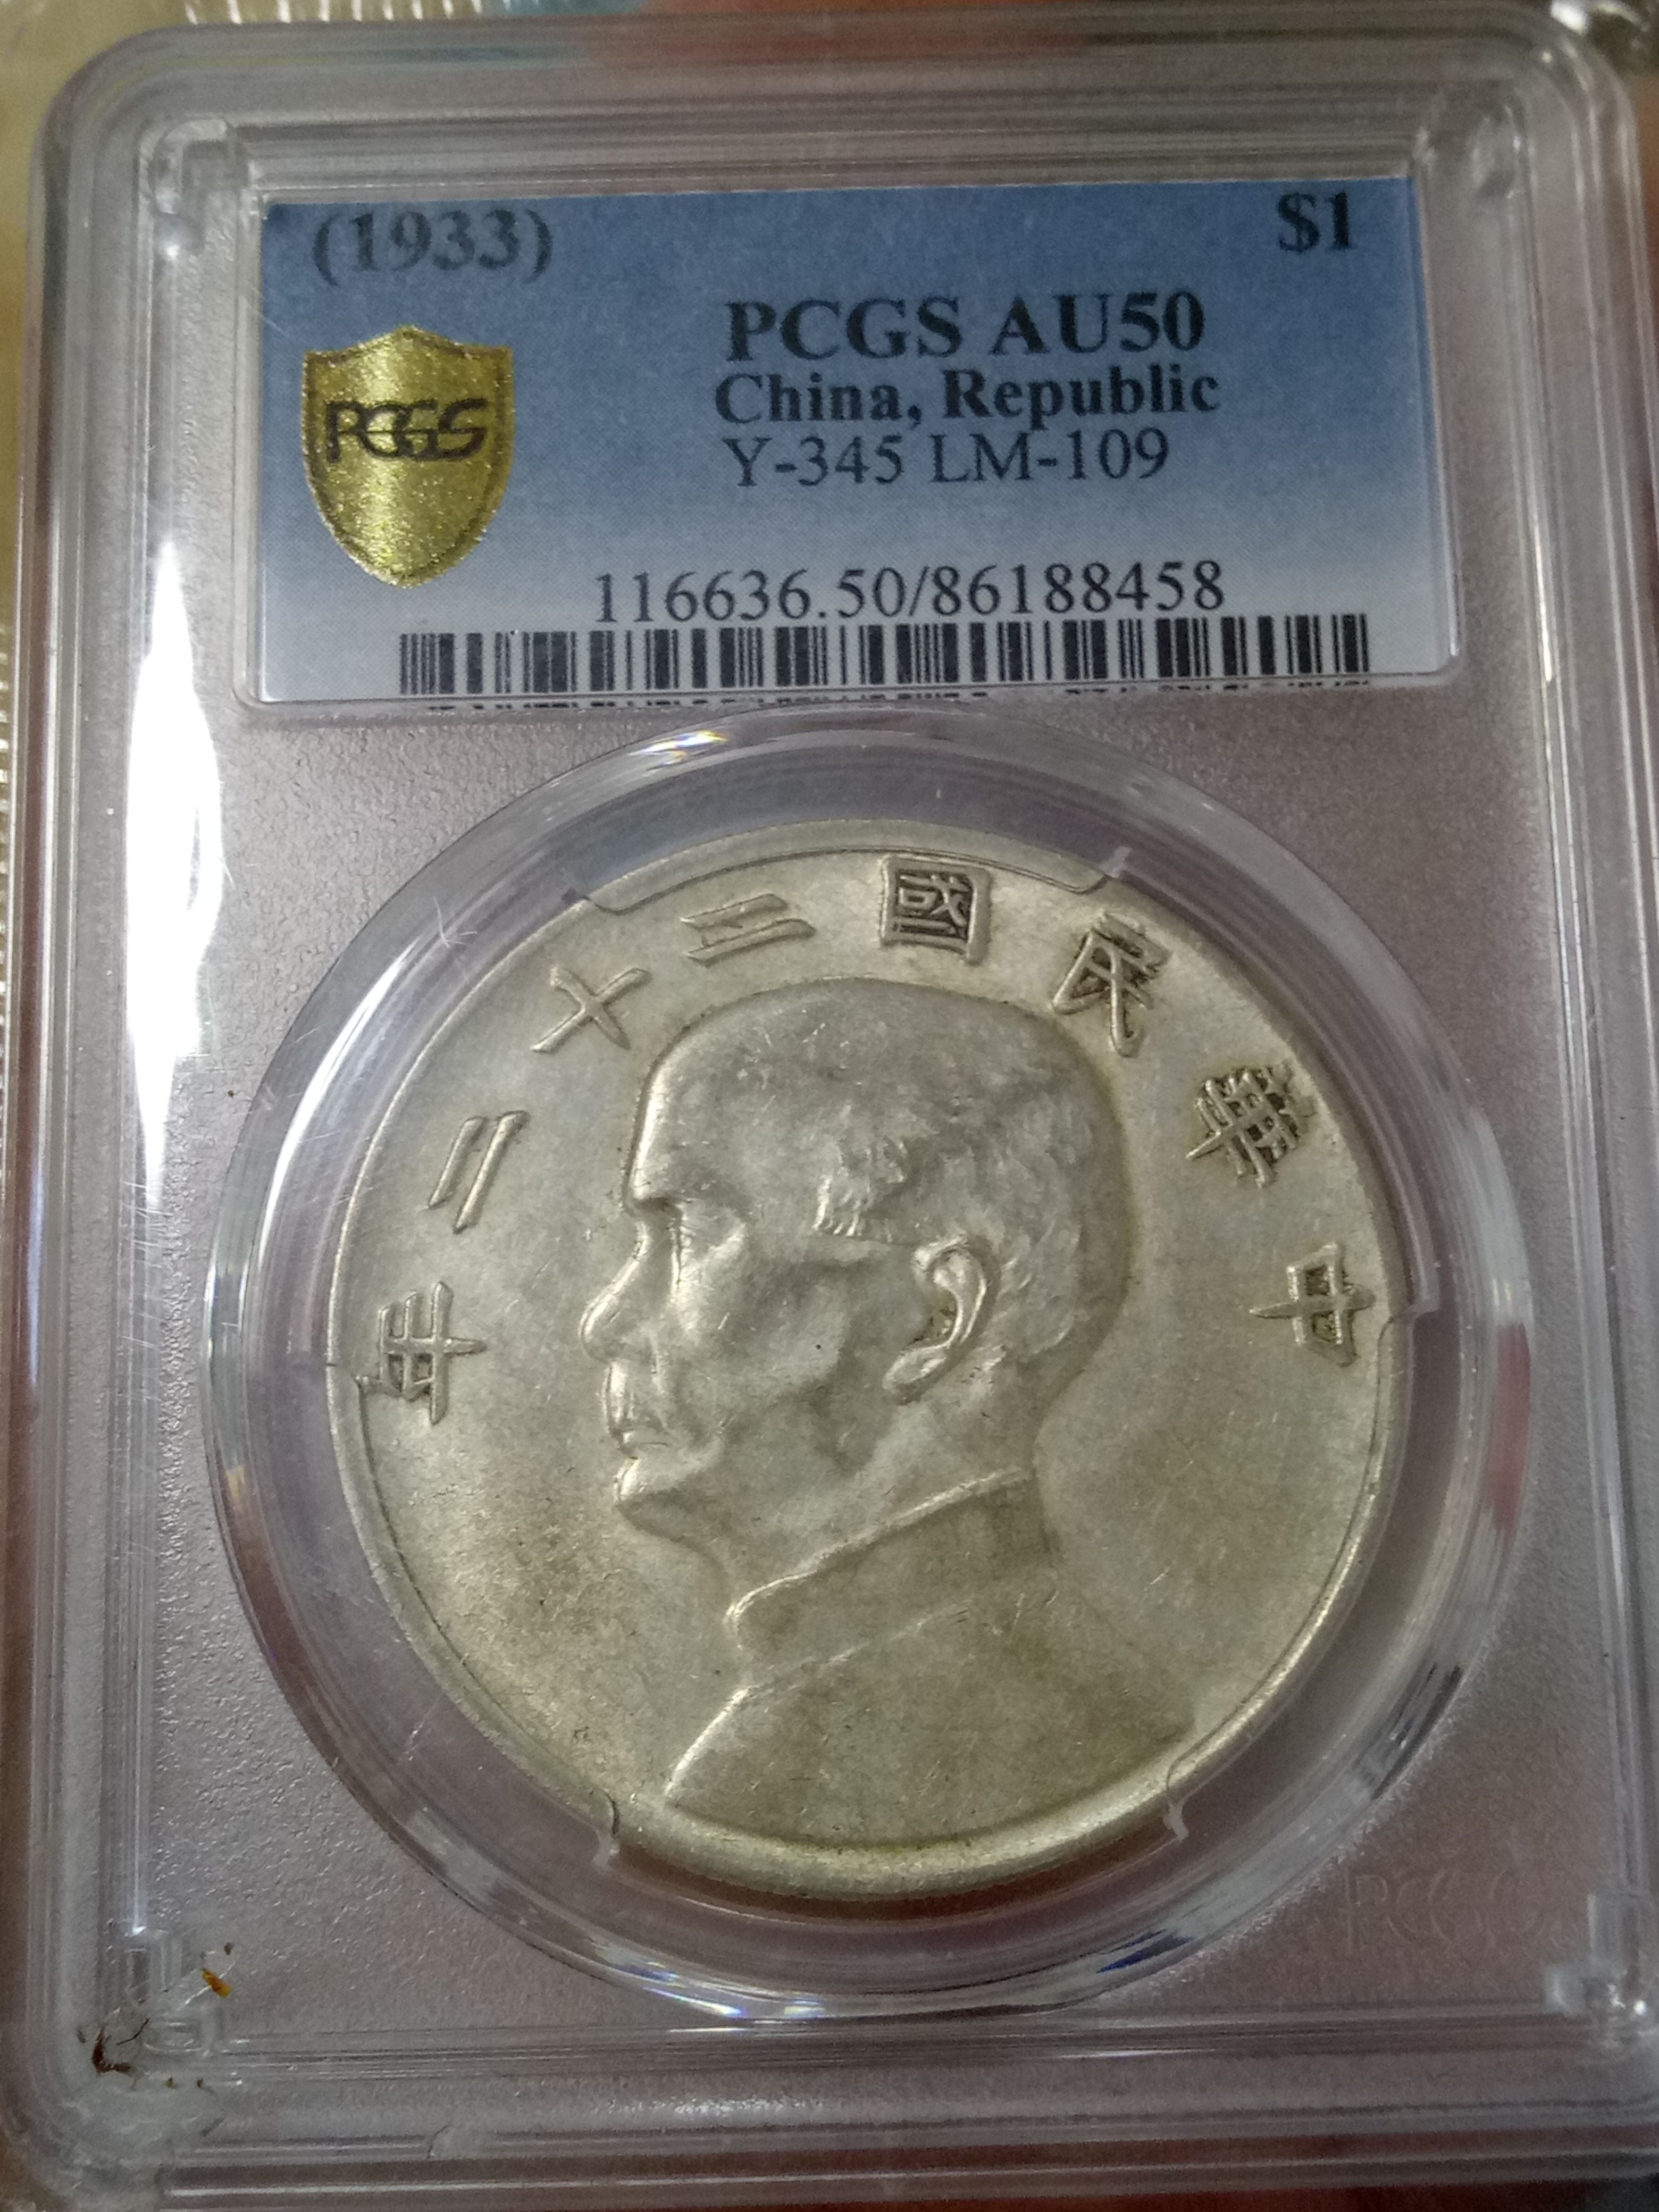 (1933) $1
PCGS AU50
China, Republic
Y-345 LM-109
PCGS
116636.50/86188458
中華民國二十二年
PCGS